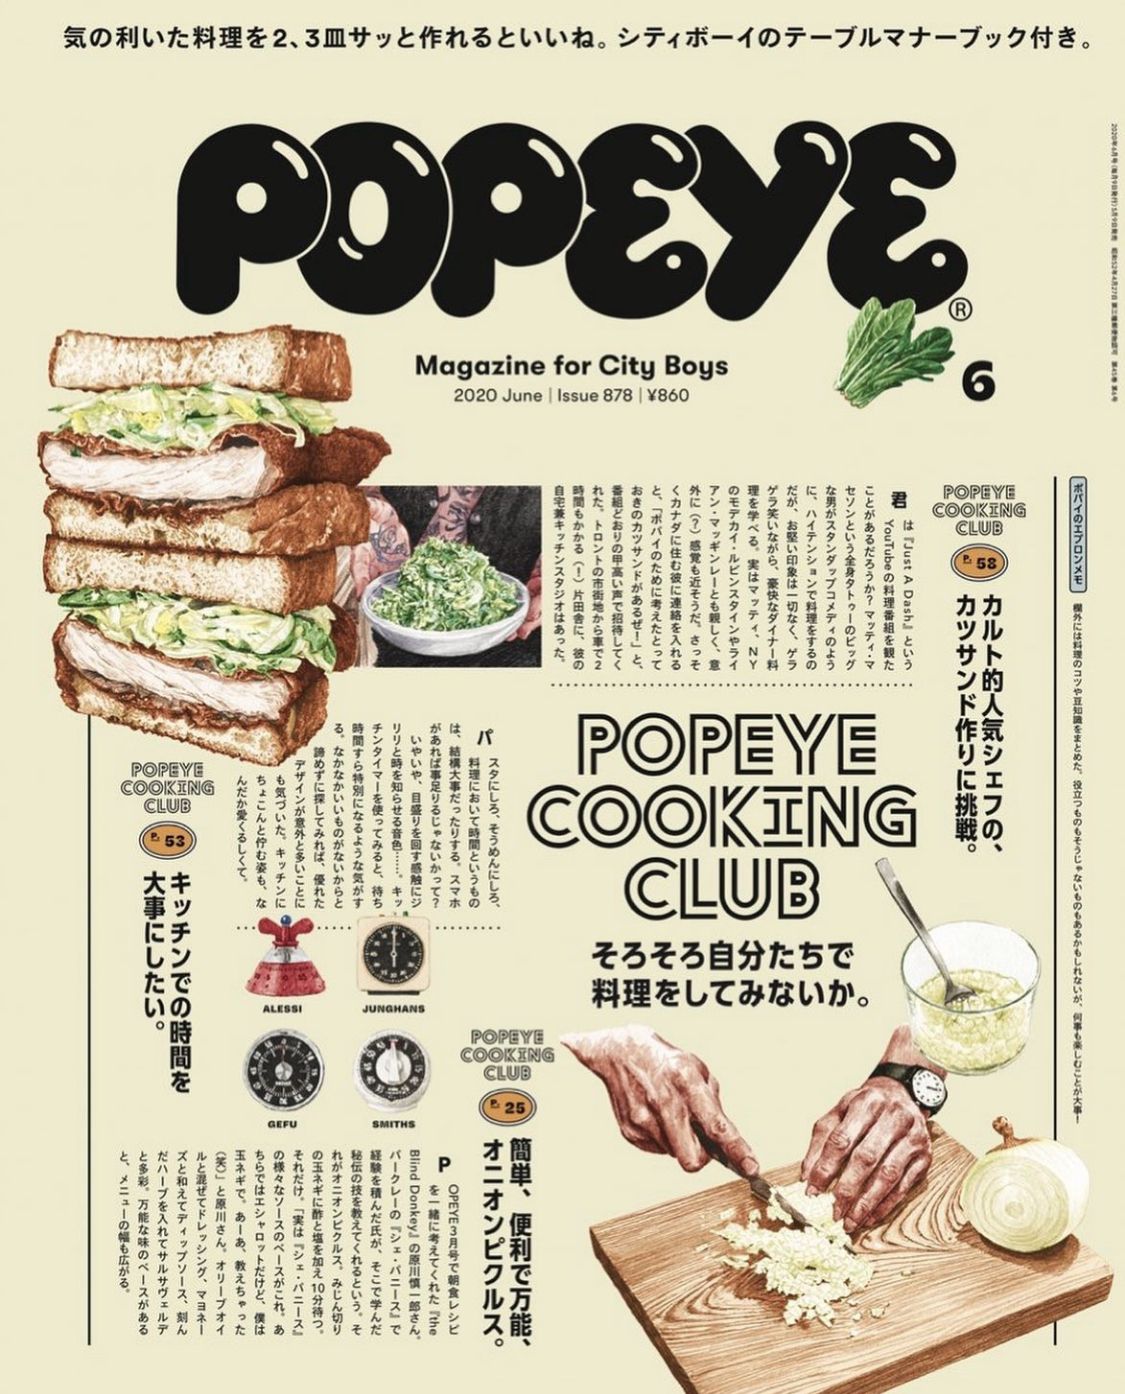 気の利いた料理を2、3皿サッと作れるといいね。シティボーイのテーブルマナーブック付き。
POPEYE
®
Magazine for City Boys
2020 June | Issue 878 | ¥860
6
ポパイのエプロンメモ
欄外には料理のコツや豆知識をまとめた。役立つものもそうじゃないものもあるかもしれないが、何事も楽しむことが大事!
POPEYE
COOKING
CLUB
P. 58
カルト的人気シェフの、
カツサンド作りに挑戦。
君は『Just A Dash』という
YouTubeの料理番組を観た
ことがあるだろうか? マッティ・マ
セソンという全身タトゥーのビッグ
な男がスタンダップコメディのよう
に、ハイテンションで料理をするの
だが、お堅い印象は一切なく、ゲラ
ゲラ笑いながら、豪快なダイナー料
理を学べる。実はマッティ、NY
のモデカイ・ルビンスタインやライ
アン・マッギンレーとも親しく、意
外に(?)感覚も近そうだ。さっそ
くカナダに住む彼に連絡を入れる
と、「ポパイのために考えたとって
おきのカツサンドがあるぜ!」と、
番組どおりの甲高い声で招待してく
れた。トロントの市街地から車で2
時間もかかる(!)片田舎に、彼の
自宅兼キッチンスタジオはあった。
POPEYE
COOKING
CLUB
そろそろ自分たちで
料理をしてみないか。
POPEYE
COOKING
CLUB
P. 53
キッチンでの時間を
大事にしたい。
パスタにしろ、そうめんにしろ、
料理において時間というもの
は、結構大事だったりする。スマホ
があれば事足りるじゃないかって?
いやいや、目盛りを回す感触にジ
リリと時を知らせる音色……。キッ
チンタイマーを使ってみると、待ち
時間すら特別になるような気がす
る。なかなかいいものがないからと
諦めずに探してみれば、優れた
デザインが意外と多いことに
も気づいた。キッチンに
ちょこんと佇む姿も、な
んだか愛くるしくて。
ALESSI
JUNGHANS
GEFU
SMITHS
POPEYE
COOKING
CLUB
P. 25
簡単、便利で万能、
オニオンピクルス。
POPEYE3月号で朝食レシピ
を一緒に考えてくれた『the
Blind Donkey』の原川慎一郎さん。
バークレーの『シェ・パニース』で
経験を積んだ氏が、そこで学んだ
秘伝の技を教えてくれるという。そ
れがオニオンピクルス。みじん切り
の玉ネギに酢と塩を加え10分待つ。
それだけ。「実は『シェ・パニース』
の様々なソースのベースがこれ。あ
ちらではエシャロットだけど、僕は
玉ネギで。あーあ、教えちゃった
(笑)」と原川さん。オリーブオイ
ルと混ぜてドレッシング、マヨネー
ズと和えてディップソース、刻ん
だハーブを入れてサルサヴェルデ
と多彩。万能な味のベースがある
と、メニューの幅も広がる。